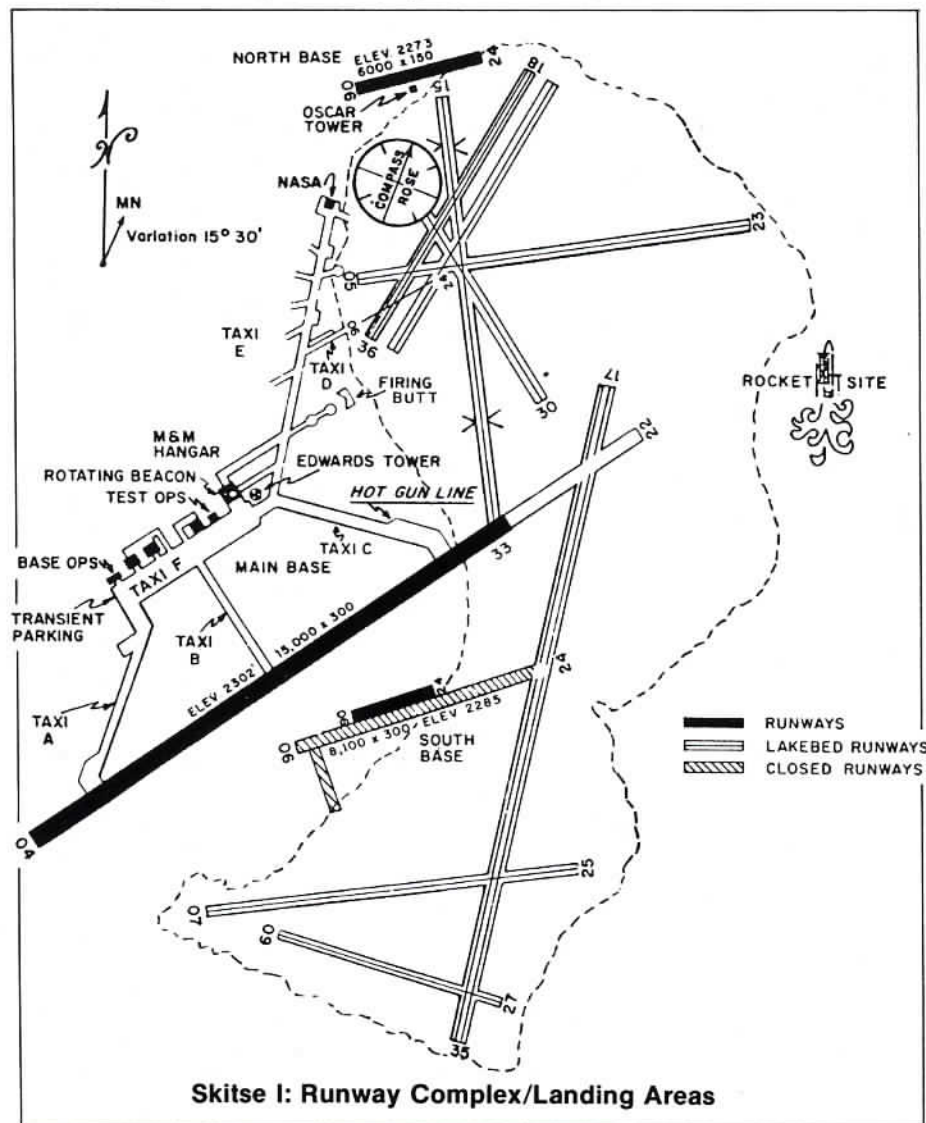 NORTH BASE
ELEV. 2273
6000 x 150
06
24
OSCAR
TOWER
15
18
COMPASS
ROSE
NASA
MN
Variation 15° 30'
23
05
24
06
36
TAXI
E
TAXI
D
FIRING
BUTT
30
17
22
ROCKET SITE
M&M
HANGAR
ROTATING BEACON
TEST OPS
EDWARDS TOWER
HOT GUN LINE
TAXI C
33
BASE OPS
TAXI F
MAIN BASE
TRANSIENT
PARKING
TAXI
B
ELEV 2302' 15,000 x 300
TAXI
A
04
24
24
06
8,100 x 300 - ELEV 2285
SOUTH
BASE
RUNWAYS
LAKEBED RUNWAYS
CLOSED RUNWAYS
25
07
09
27
35
Skitse I: Runway Complex/Landing Areas